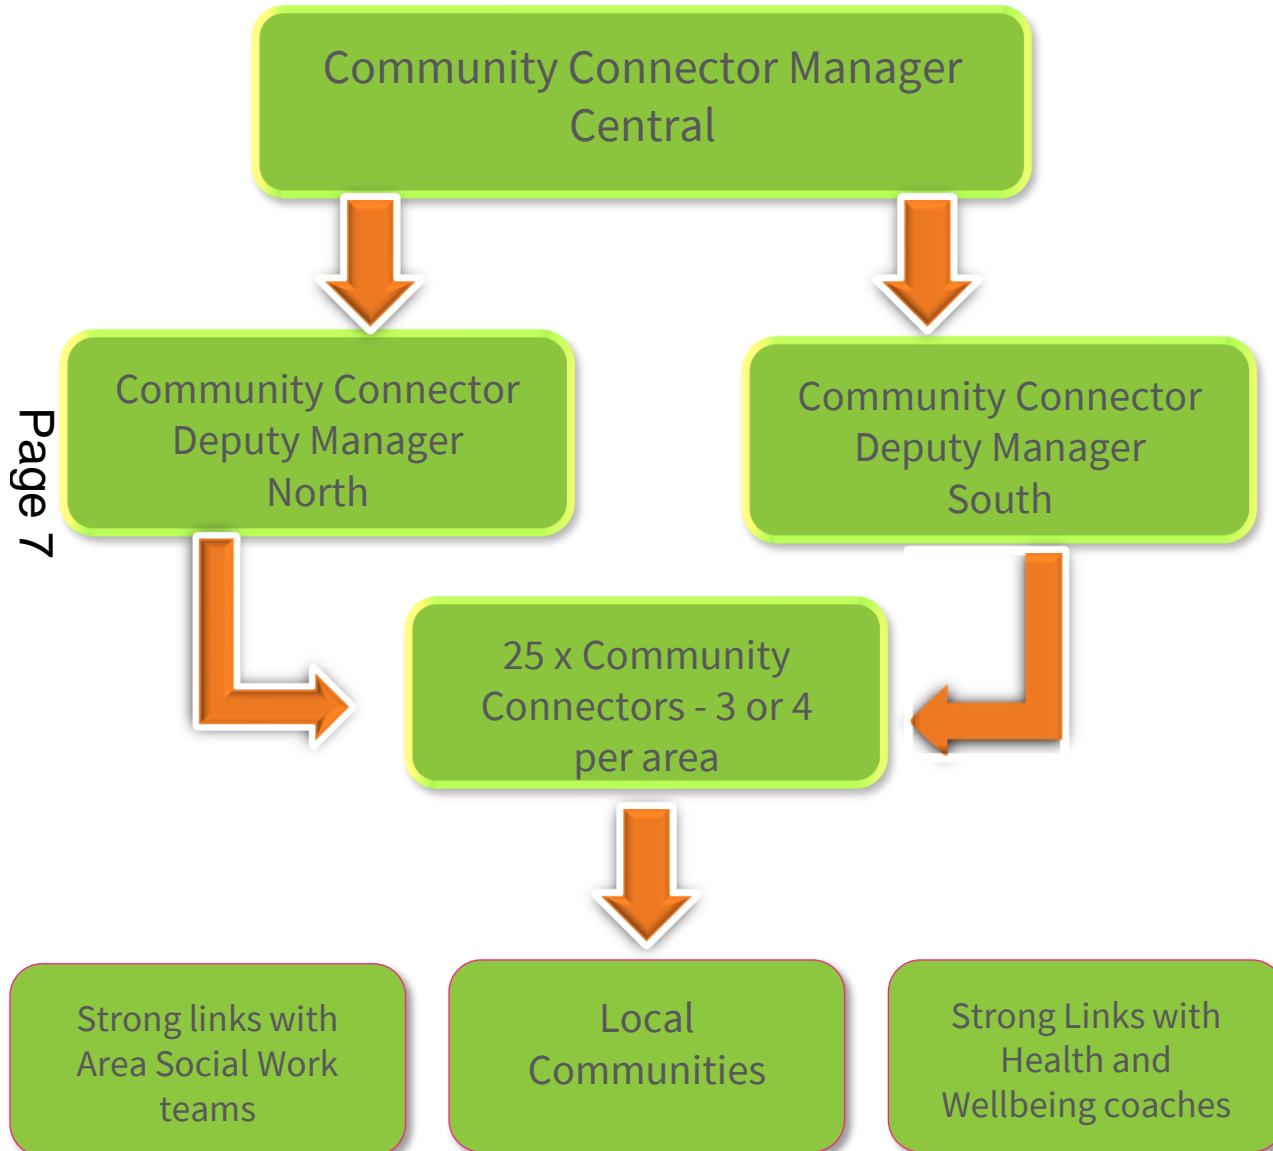 Community Connector Manager
Central
Community Connector
Deputy Manager
North
Community Connector
Deputy Manager
South
Page 7
25 x Community
Connectors - 3 or 4
per area
Strong links with
Area Social Work
teams
Local
Communities
Strong Links with
Health and
Wellbeing coaches